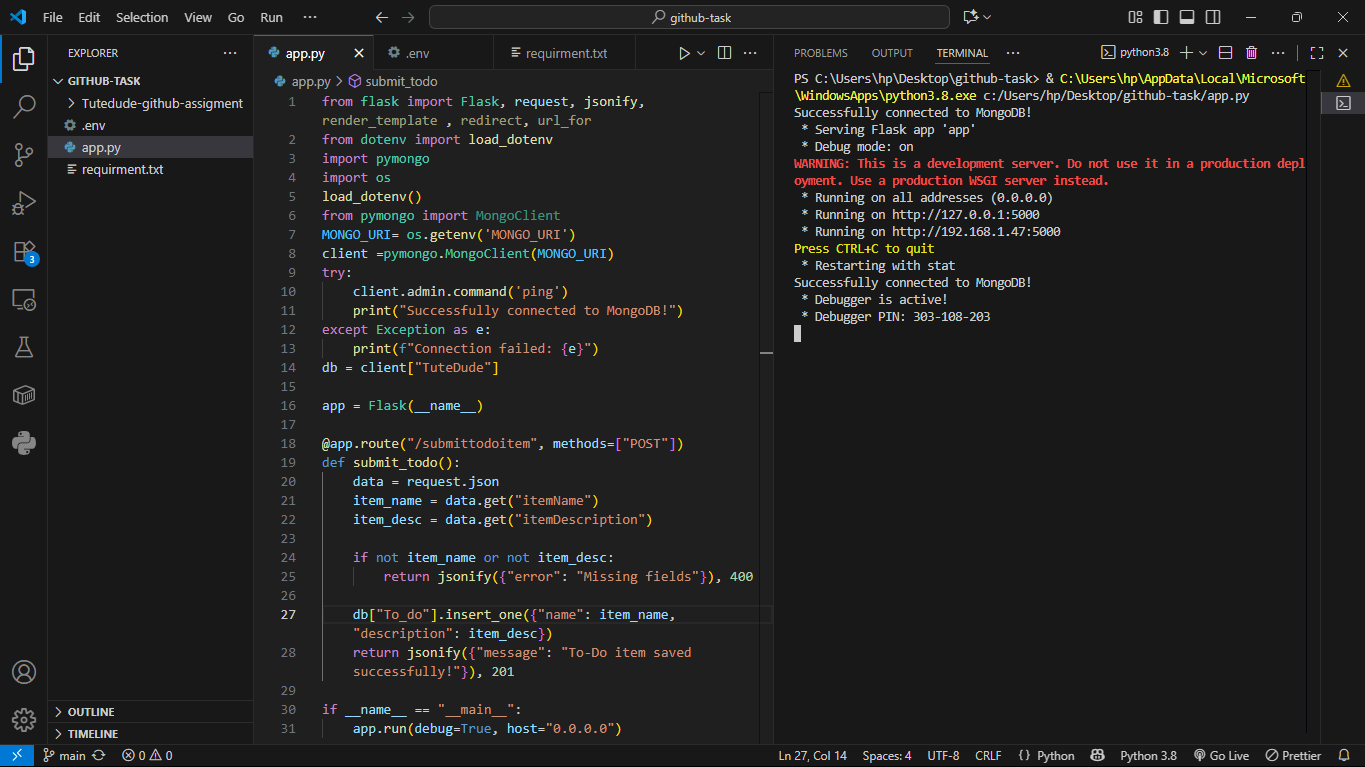 File Edit Selection View Go Run ··· github-task
EXPLORER ···
GITHUB-TASK
Tutedude-github-assigment
.env
app.py
requirment.txt
OUTLINE
TIMELINE
app.py .env requirment.txt ···
app.py > submit_todo
1 from flask import Flask, request, jsonify,
render_template , redirect, url_for
2 from dotenv import load_dotenv
3 import pymongo
4 import os
5 load_dotenv()
6 from pymongo import MongoClient
7 MONGO_URI= os.getenv('MONGO_URI')
8 client =pymongo.MongoClient(MONGO_URI)
9 try:
10 client.admin.command('ping')
11 print("Successfully connected to MongoDB!")
12 except Exception as e:
13 print(f"Connection failed: {e}")
14 db = client["TuteDude"]
15
16 app = Flask(__name__)
17
18 @app.route("/submittodoitem", methods=["POST"])
19 def submit_todo():
20 data = request.json
21 item_name = data.get("itemName")
22 item_desc = data.get("itemDescription")
23
24 if not item_name or not item_desc:
25 return jsonify({"error": "Missing fields"}), 400
26
27 db["To_do"].insert_one({"name": item_name,
"description": item_desc})
28 return jsonify({"message": "To-Do item saved
successfully!"}), 201
29
30 if __name__ == "__main__":
31 app.run(debug=True, host="0.0.0.0")
PROBLEMS OUTPUT TERMINAL ··· python3.8 ···
PS C:\Users\hp\Desktop\github-task> & C:\Users\hp\AppData\Local\Microsoft
\WindowsApps\python3.8.exe c:/Users/hp/Desktop/github-task/app.py
Successfully connected to MongoDB!
* Serving Flask app 'app'
* Debug mode: on
WARNING: This is a development server. Do not use it in a production depl
oyment. Use a production WSGI server instead.
* Running on all addresses (0.0.0.0)
* Running on http://127.0.0.1:5000
* Running on http://192.168.1.47:5000
Press CTRL+C to quit
* Restarting with stat
Successfully connected to MongoDB!
* Debugger is active!
* Debugger PIN: 303-108-203
3
main 0 0 Ln 27, Col 14 Spaces: 4 UTF-8 CRLF { } Python Python 3.8 Go Live Prettier